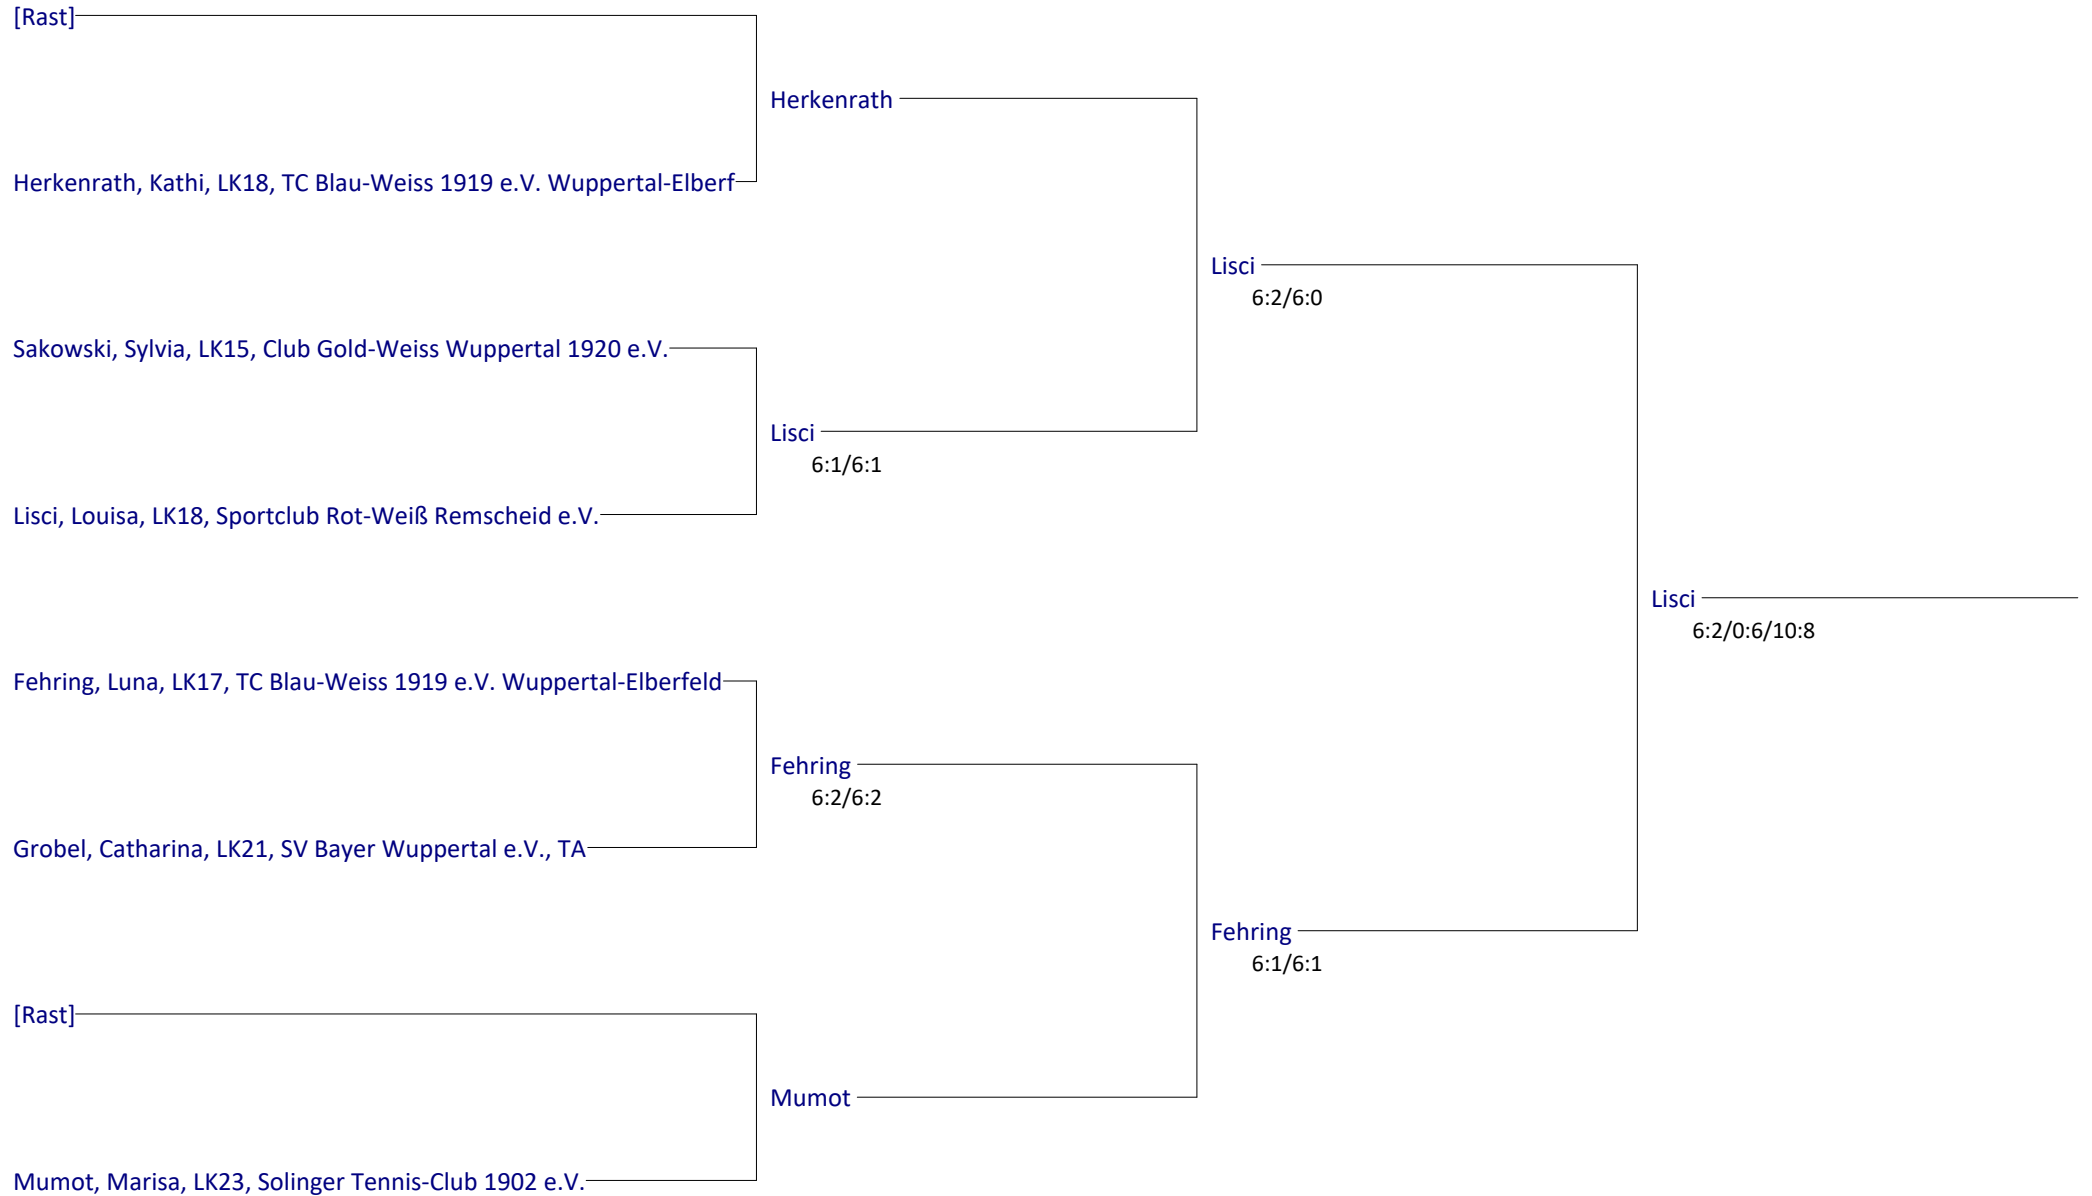 [Rast]
Herkenrath
Herkenrath, Kathi, LK18, TC Blau-Weiss 1919 e.V. Wuppertal-Elberf
Lisci
6:2/6:0
Sakowski, Sylvia, LK15, Club Gold-Weiss Wuppertal 1920 e.V.
Lisci
6:1/6:1
Lisci, Louisa, LK18, Sportclub Rot-Weiß Remscheid e.V.
Lisci
6:2/0:6/10:8
Fehring, Luna, LK17, TC Blau-Weiss 1919 e.V. Wuppertal-Elberfeld
Fehring
6:2/6:2
Grobel, Catharina, LK21, SV Bayer Wuppertal e.V., TA
Fehring
6:1/6:1
[Rast]
Mumot
Mumot, Marisa, LK23, Solinger Tennis-Club 1902 e.V.